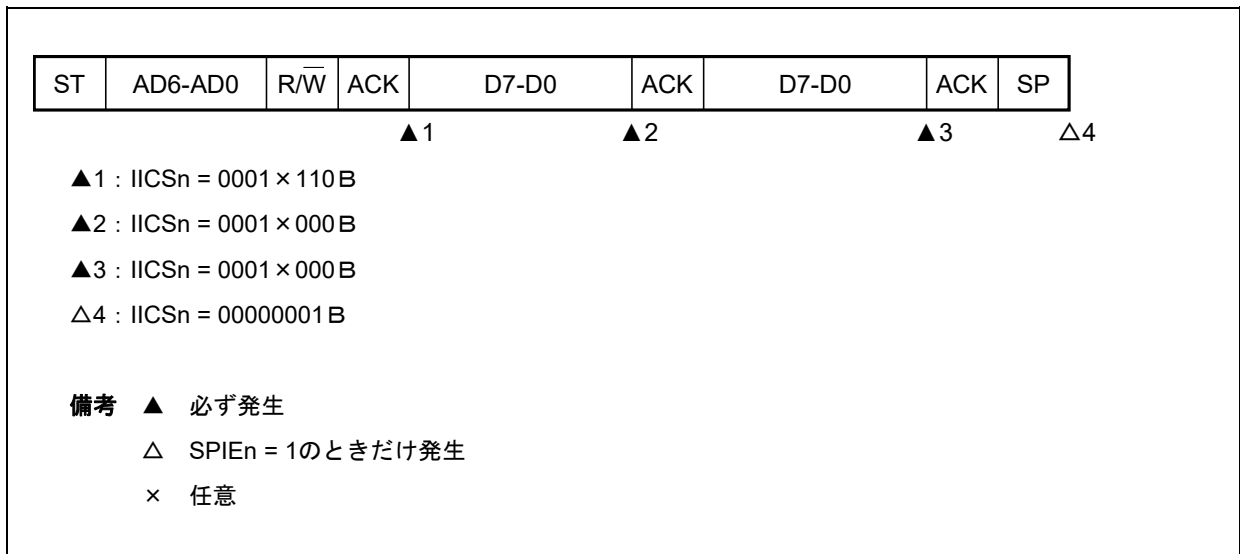 ST AD6-AD0 R/W̅ ACK D7-D0 ACK D7-D0 ACK SP
▲1 ▲2 ▲3 △4
▲1：IICSn = 0001×110B
▲2：IICSn = 0001×000B
▲3：IICSn = 0001×000B
△4：IICSn = 00000001B
備考 ▲ 必ず発生
△ SPIEn = 1のときだけ発生
× 任意